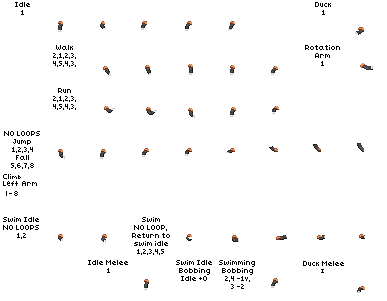 Idle
1
Duck
1
Walk
2,1,2,3,
4,5,4,3,
Rotation
Arm
1
Run
2,1,2,3,
4,5,4,3,
NO LOOPS
Jump
1,2,3,4
Fall
5,6,7,8
Climb
Left Arm
1-8
Swim Idle
NO LOOPS
1,2
Swim
NO LOOP,
Return to
swim idle
1,2,3,4,5
Swim Idle
Bobbing
Idle +0
Swimming
Bobbing
2,4 -1v,
3 -2
Idle Melee
1
Duck Melee
1